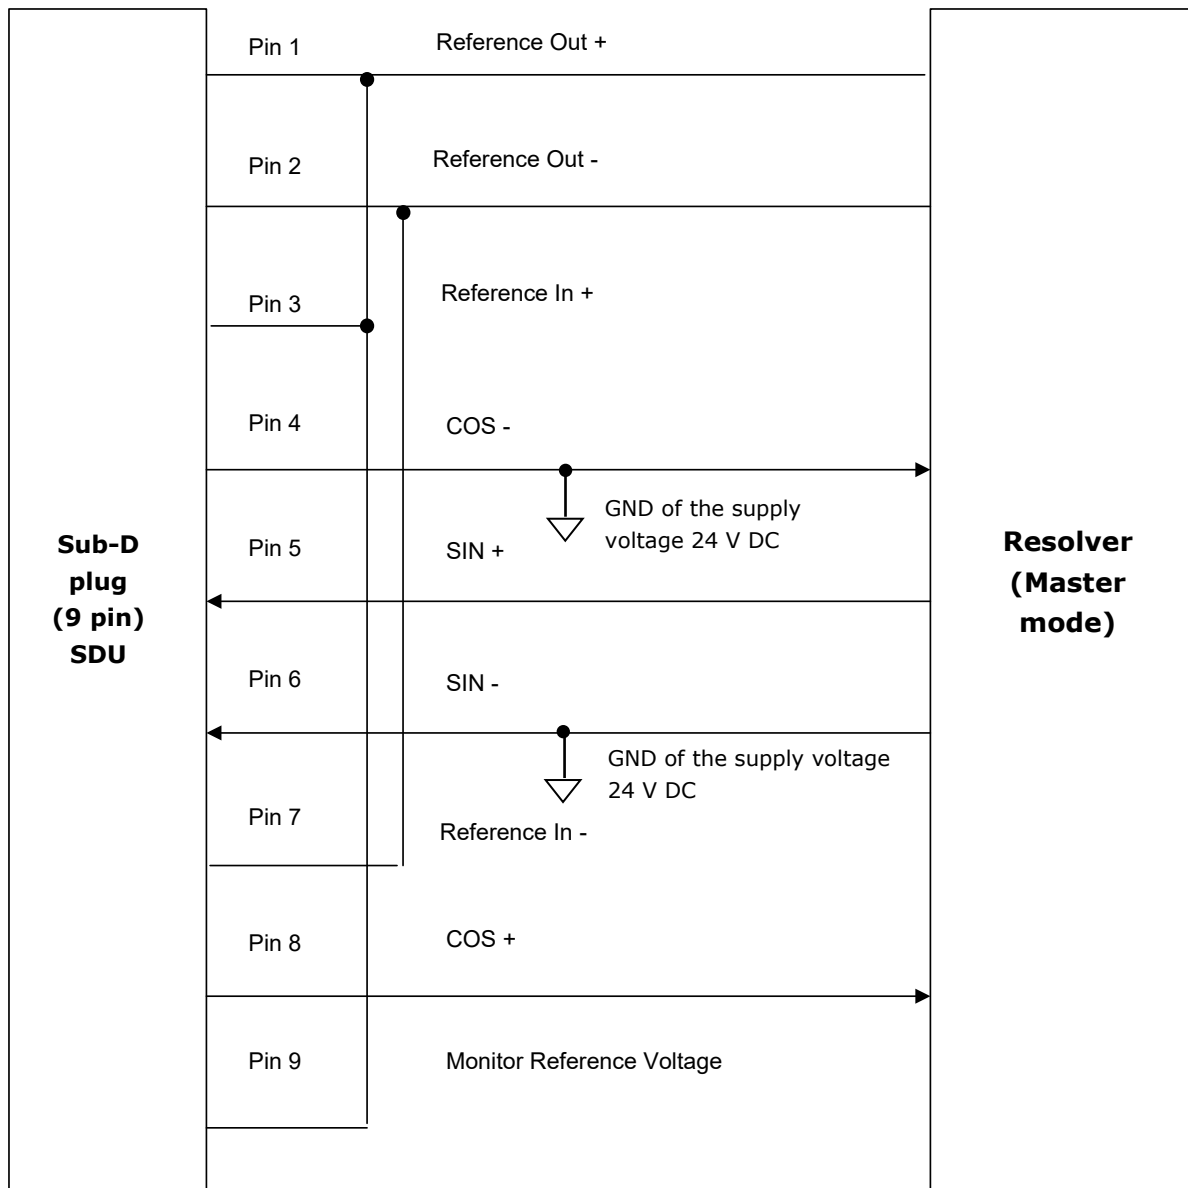 Pin 1
Reference Out +
Pin 2
Reference Out -
Pin 3
Reference In +
Pin 4
COS -
GND of the supply
voltage 24 V DC
Pin 5
SIN +
Sub-D
plug
(9 pin)
SDU
Resolver
(Master
mode)
Pin 6
SIN -
GND of the supply voltage
24 V DC
Pin 7
Reference In -
Pin 8
COS +
Pin 9
Monitor Reference Voltage